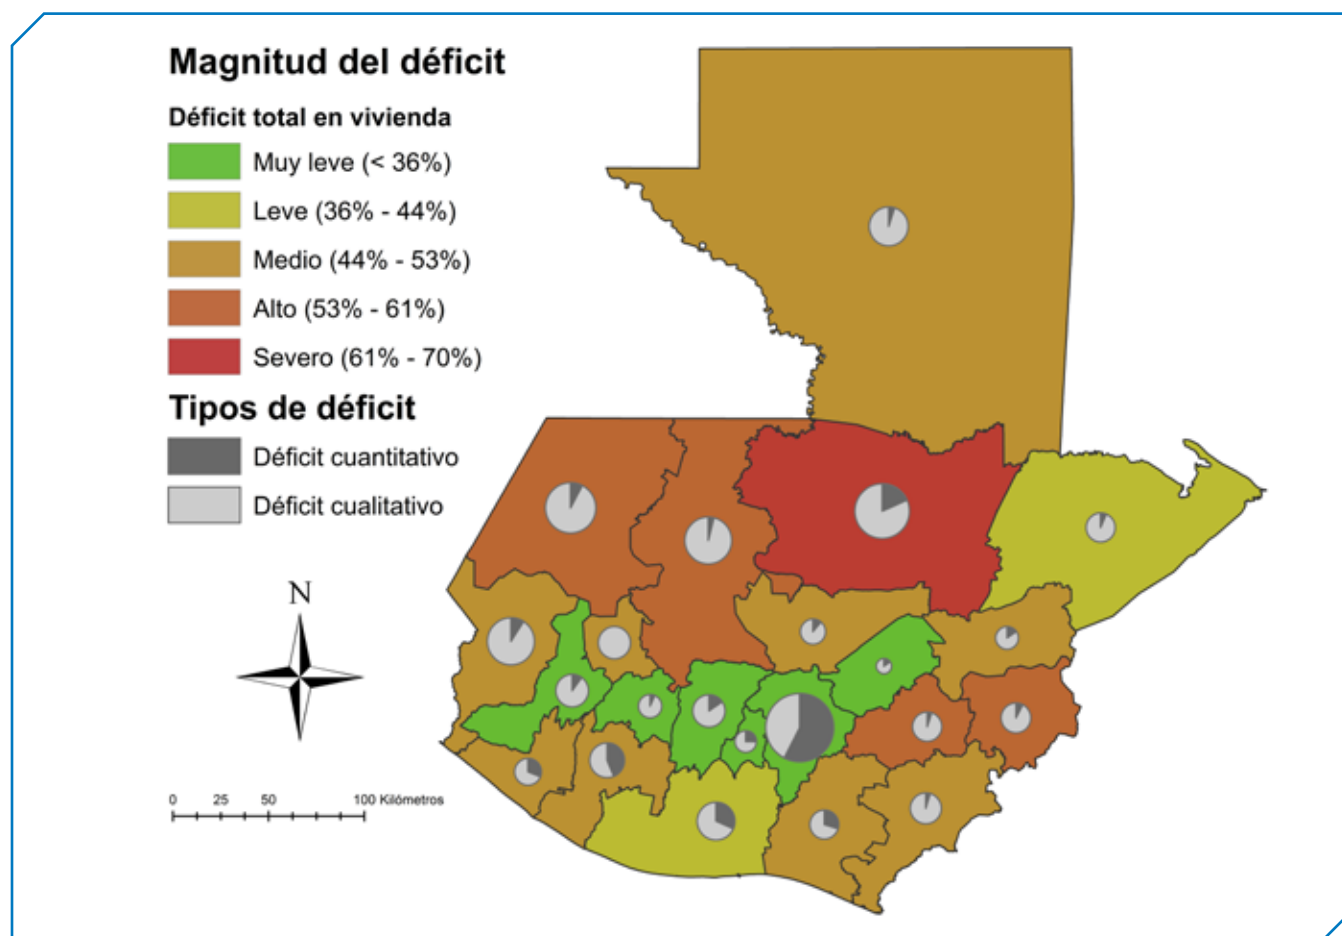 Magnitud del déficit
Déficit total en vivienda
Muy leve (< 36%)
Leve (36% - 44%)
Medio (44% - 53%)
Alto (53% - 61%)
Severo (61% - 70%)
Tipos de déficit
Déficit cuantitativo
Déficit cualitativo
N
0 25 50 100 Kilómetros